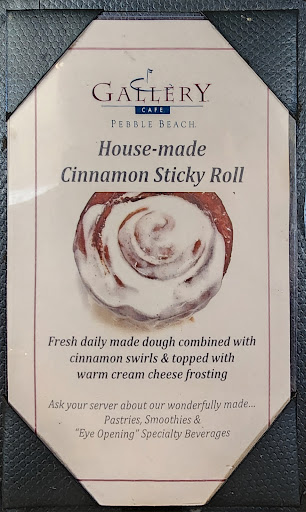 GALLERY
CAFE
PEBBLE BEACH
House-made
Cinnamon Sticky Roll
Fresh daily made dough combined with
cinnamon swirls & topped with
warm cream cheese frosting
Ask your server about our wonderfully made...
Pastries, Smoothies &
"Eye Opening" Specialty Beverages